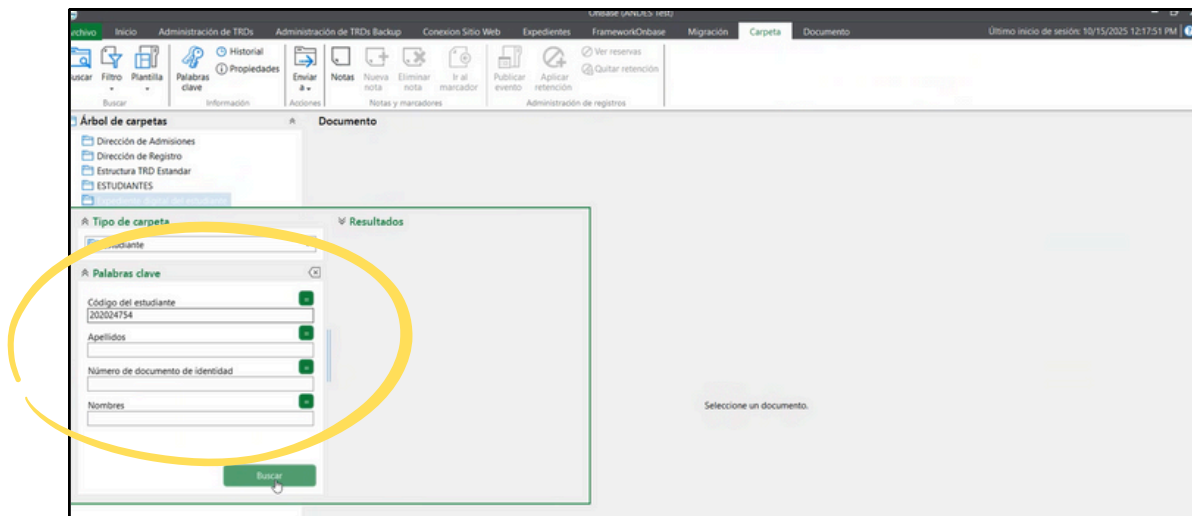 OnBase (ANDES Test)
Archivo Inicio Administración de TRDs Administración de TRDs Backup Conexion Sitio Web Expedientes FrameworkOnbase Migración Carpeta Documento Último inicio de sesión: 10/15/2025 12:17:51 PM
Buscar Filtro Plantilla Palabras clave Historial Propiedades Enviar a Notas Nueva nota Eliminar nota Ir al marcador Publicar evento Aplicar retención Ver reservas Quitar retención
Buscar Información Acciones Notas y marcadores Administración de registros
Árbol de carpetas Documento
Dirección de Admisiones
Dirección de Registro
Estructura TRD Estandar
ESTUDIANTES
Expediente digital del estudiante
Tipo de carpeta Resultados
Estudiante
Palabras clave
Código del estudiante
202024754
Apellidos
Número de documento de identidad
Nombres
Seleccione un documento.
Buscar